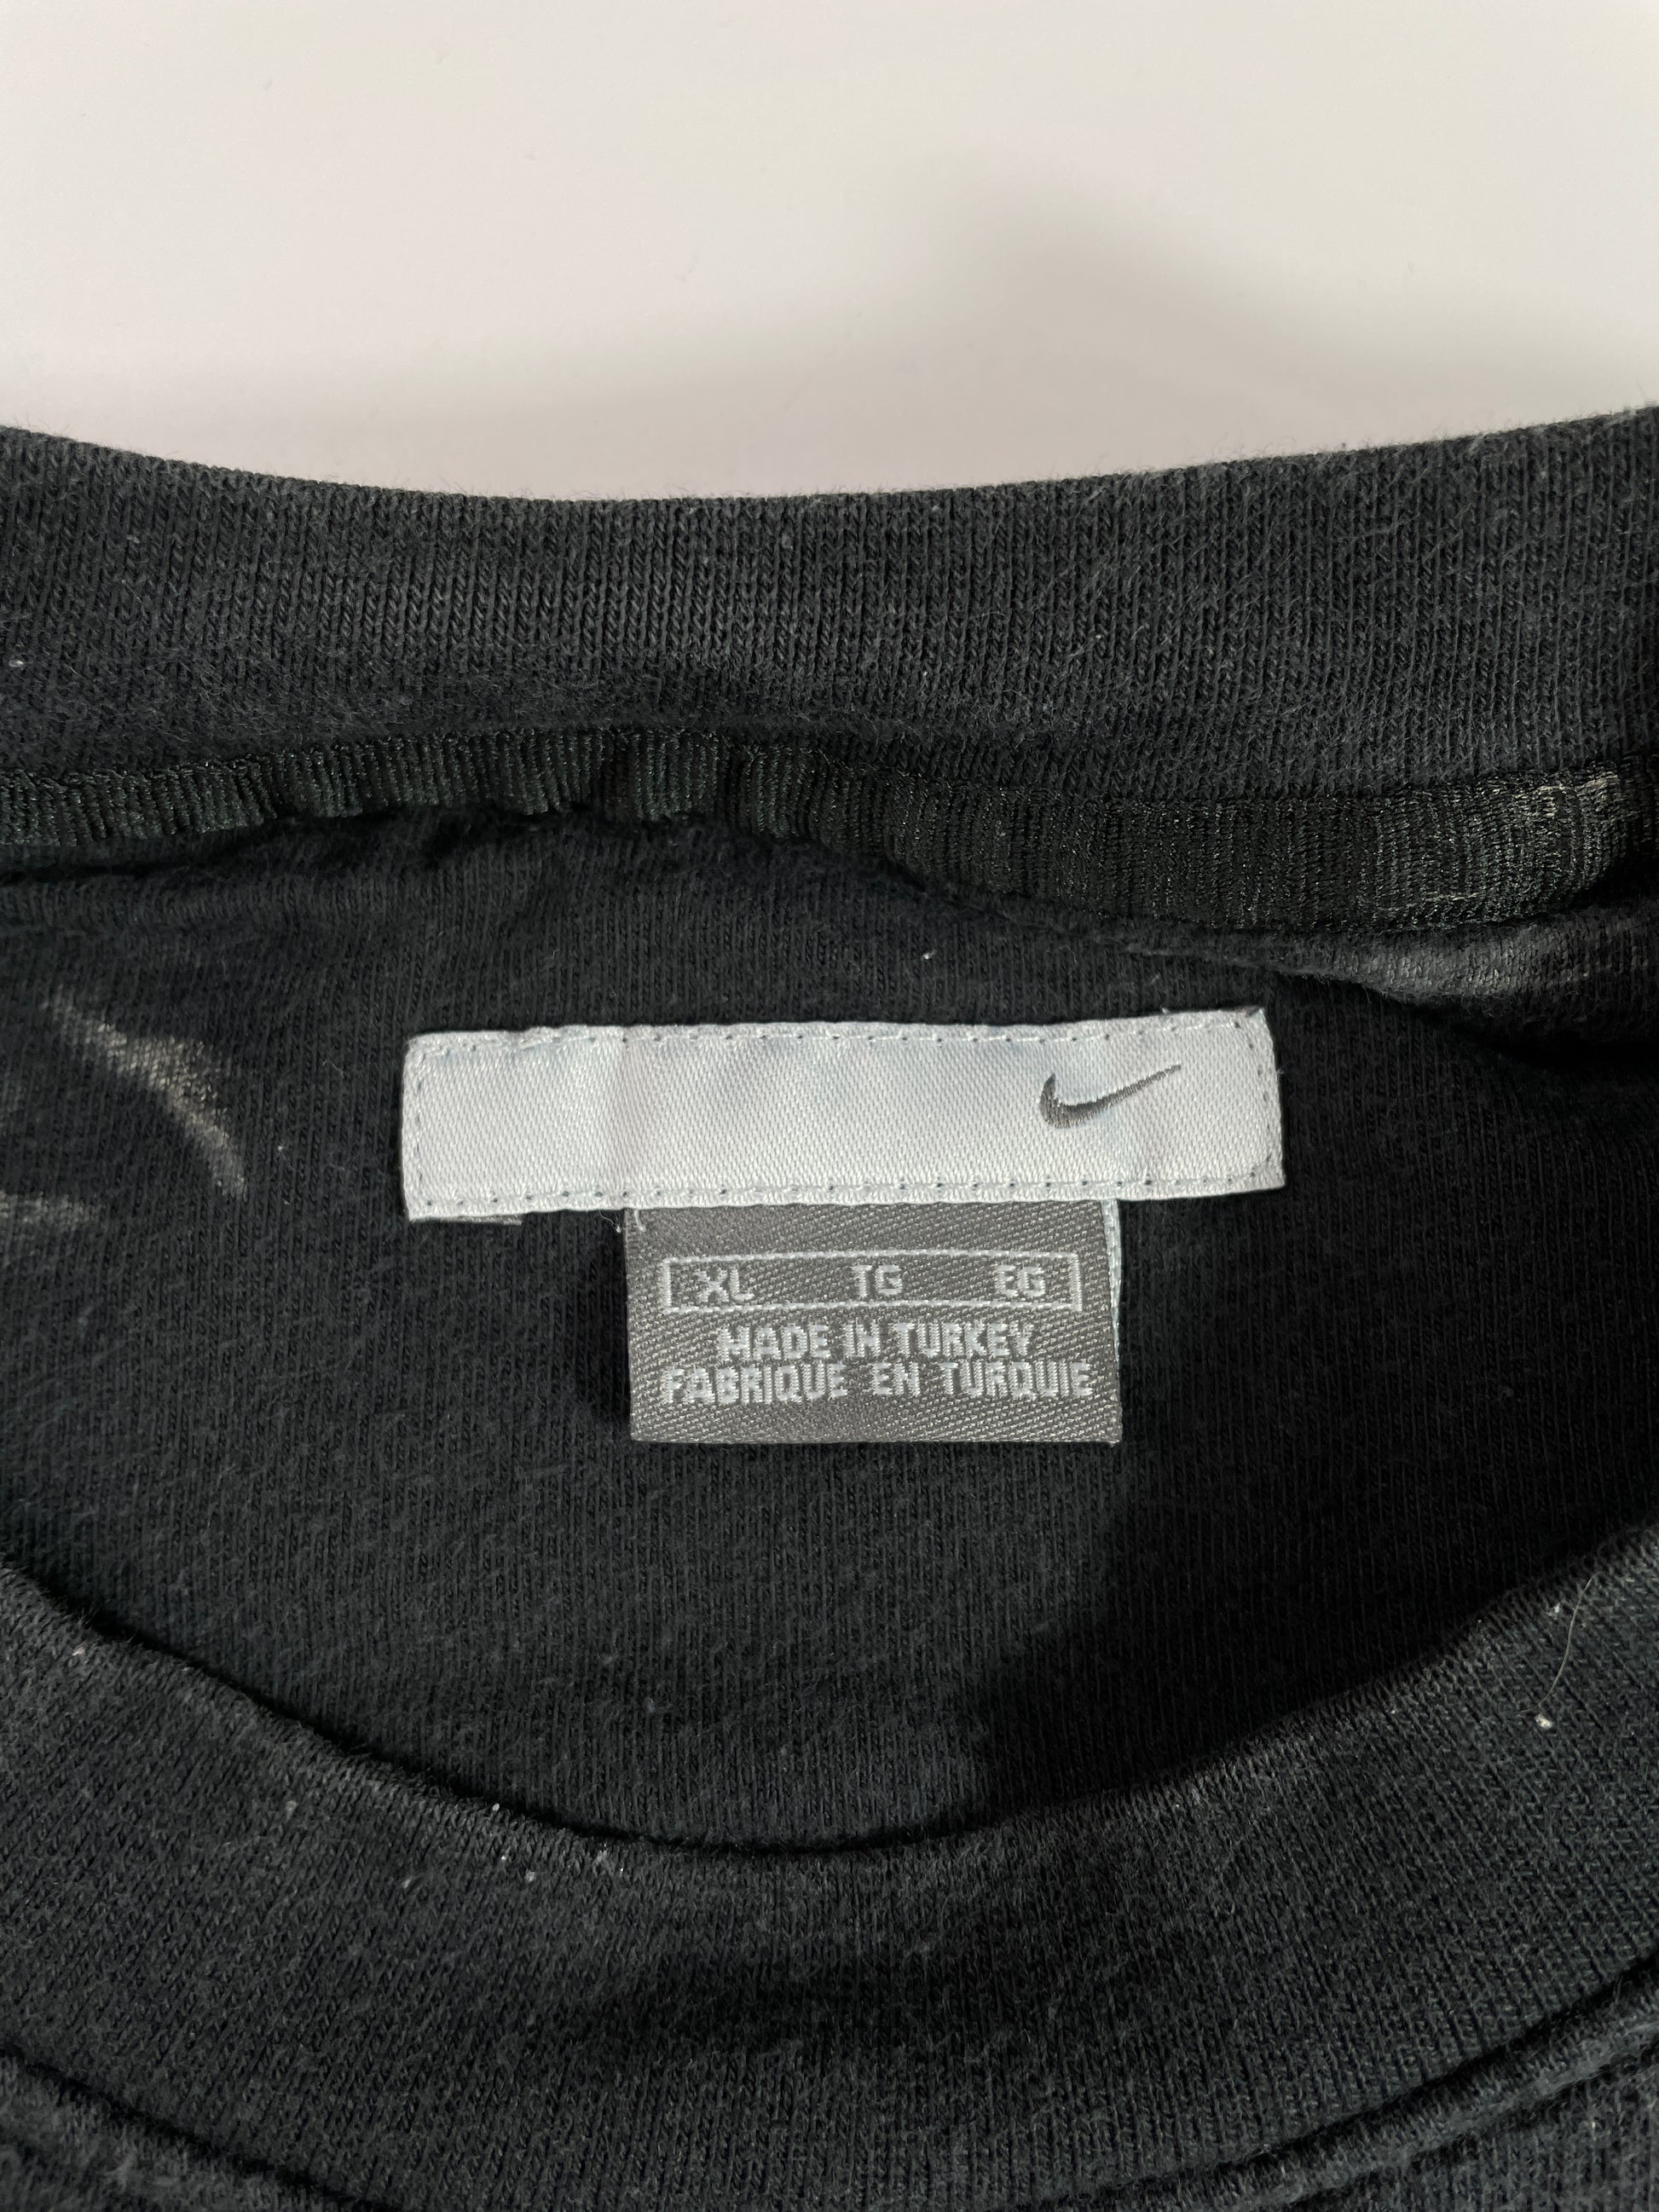 XL TG EG
MADE IN TURKEY
FABRIQUE EN TURQUIE